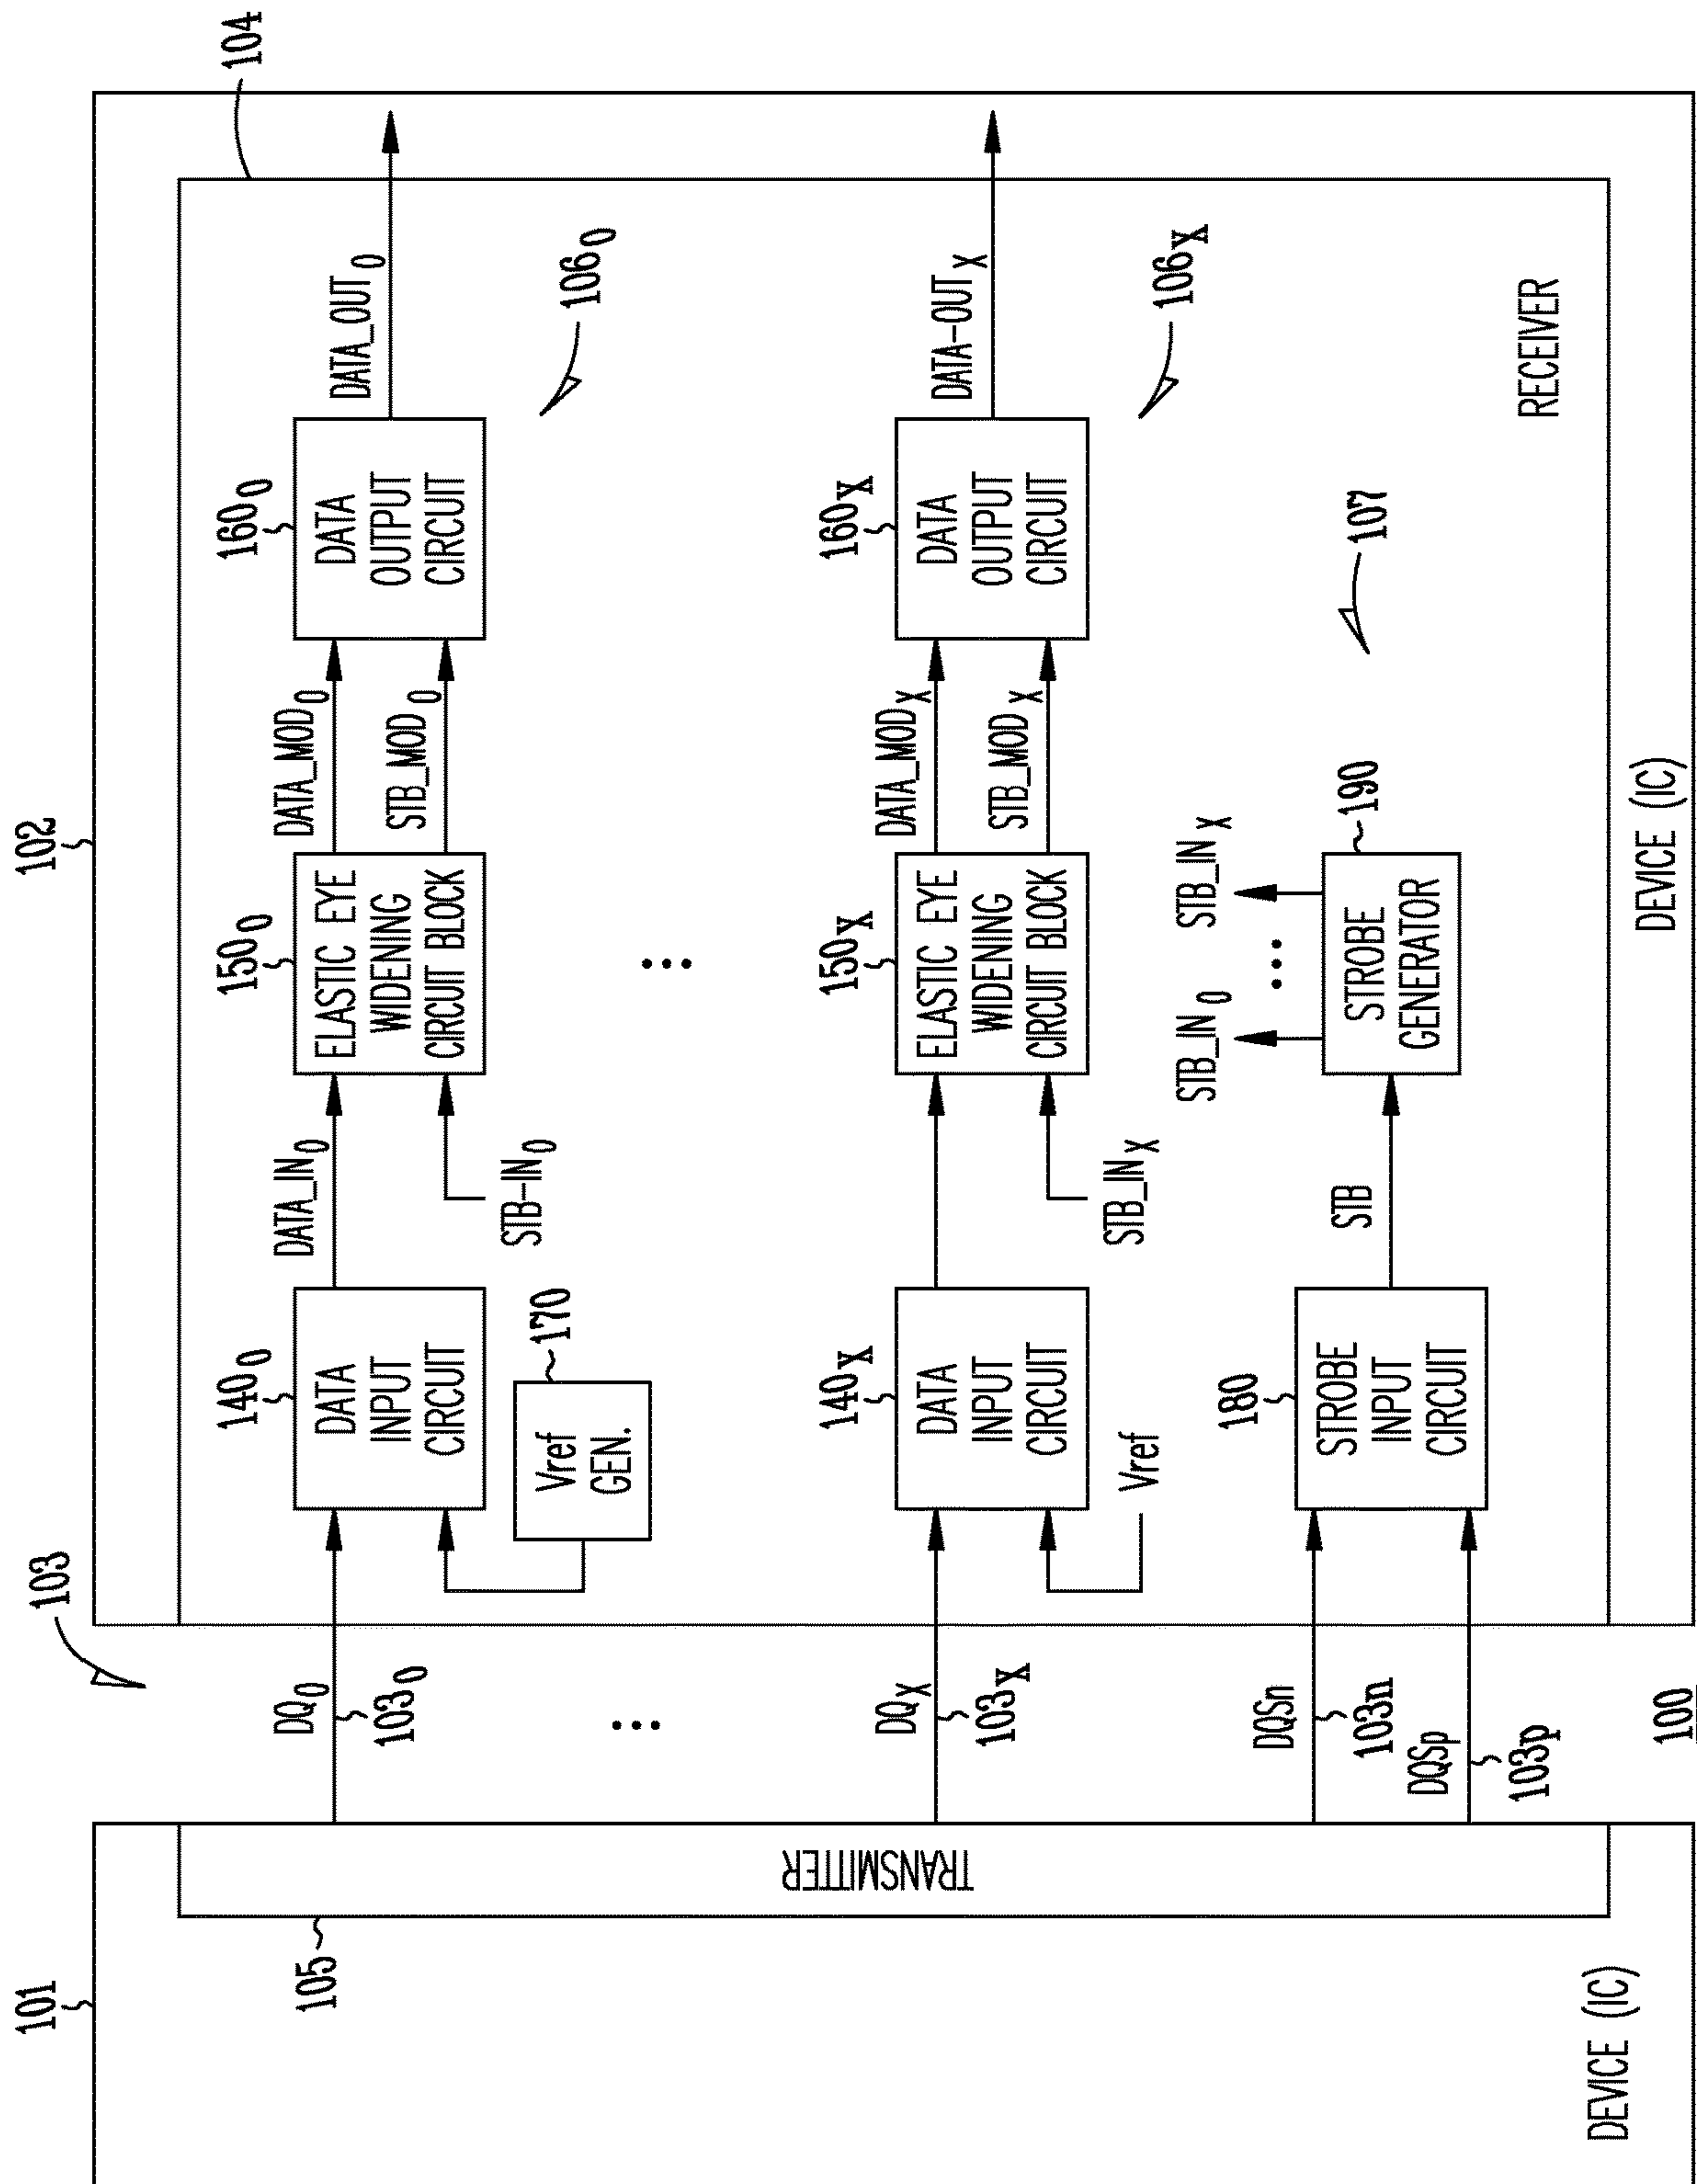 101
102
103
104
105
TRANSMITTER
DEVICE (IC)
DQ0
1030
1400
DATA
INPUT
CIRCUIT
Vref
GEN.
170
DATA_IN0
STB-IN0
1500
ELASTIC EYE
WIDENING
CIRCUIT BLOCK
DATA_MOD0
STB_MOD0
1600
DATA
OUTPUT
CIRCUIT
DATA_OUT0
1060
...
...
DQX
103X
140X
DATA
INPUT
CIRCUIT
Vref
STB_INX
150X
ELASTIC EYE
WIDENING
CIRCUIT BLOCK
DATA_MODX
STB_MODX
160X
DATA
OUTPUT
CIRCUIT
DATA-OUTX
106X
DQSn
103n
DQSp
103p
180
STROBE
INPUT
CIRCUIT
STB
STB_IN0
...
STB_INX
190
STROBE
GENERATOR
107
RECEIVER
DEVICE (IC)
100